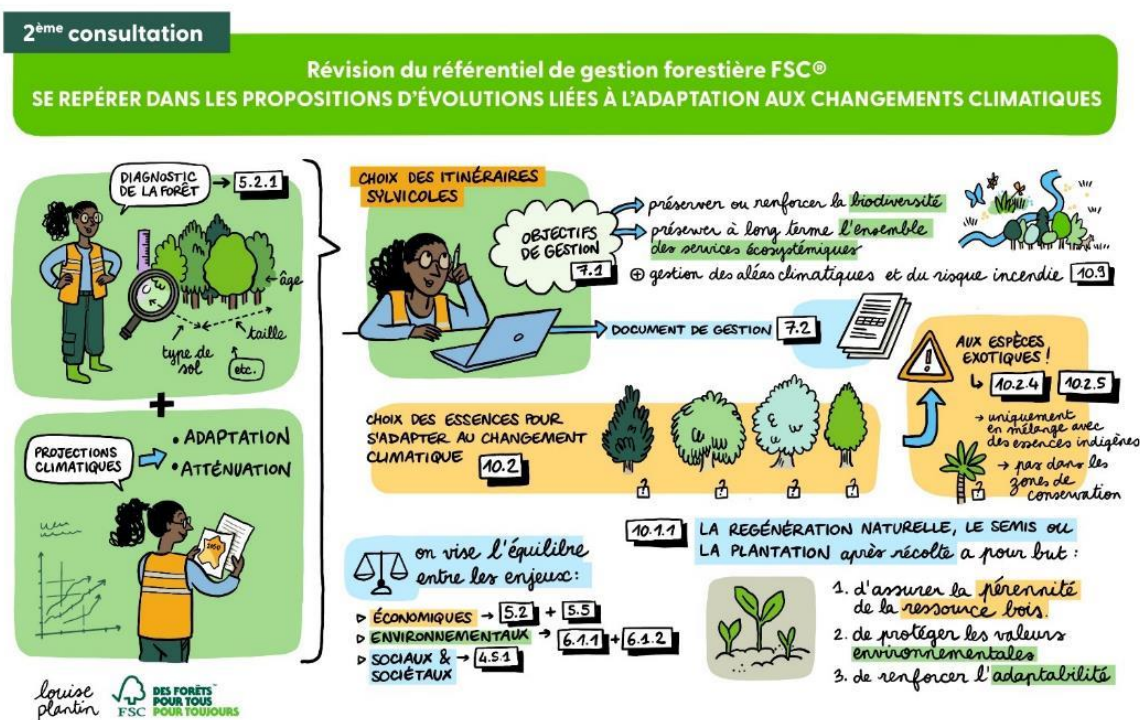 2ème consultation
Révision du référentiel de gestion forestière FSC®
SE REPÉRER DANS LES PROPOSITIONS D'ÉVOLUTIONS LIÉES À L'ADAPTATION AUX CHANGEMENTS CLIMATIQUES
DIAGNOSTIC
DE LA FORÊT
5.2.1
âge
taille
type de
sol
etc.
+
PROJECTIONS
CLIMATIQUES
• ADAPTATION
• ATTÉNUATION
2050
CHOIX DES ITINÉRAIRES
SYLVICOLES
OBJECTIFS
DE GESTION
7.1
préserver ou renforcer la biodiversité
préserver à long terme l'ensemble
des services écosystémiques
⊕ gestion des aléas climatiques et du risque incendie 10.9
DOCUMENT DE GESTION 7.2
CHOIX DES ESSENCES POUR
S'ADAPTER AU CHANGEMENT
CLIMATIQUE 10.2
? ? ? ?
!
AUX ESPÈCES
EXOTIQUES !
10.2.4 10.2.5
→ uniquement
en mélange avec
des essences indigènes
→ pas dans les
zones de
conservation
?
on vise l'équilibre
entre les enjeux :
▷ ÉCONOMIQUES → 5.2 + 5.5
▷ ENVIRONNEMENTAUX → 6.1.1 + 6.1.2
▷ SOCIAUX & → 4.5.1
SOCIÉTAUX
10.1.1 LA REGÉNÉRATION NATURELLE, LE SEMIS OU
LA PLANTATION après récolte a pour but :
1. d'assurer la pérennité
de la ressource bois.
2. de protéger les valeurs
environnementales
3. de renforcer l'adaptabilité
louise
plantin
FSC
DES FORÊTS™
POUR TOUS
POUR TOUJOURS